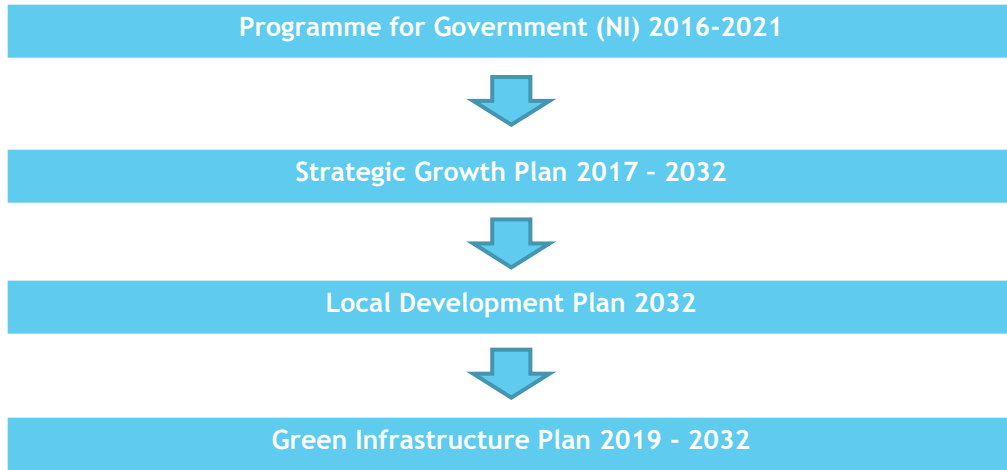 Programme for Government (NI) 2016-2021
Strategic Growth Plan 2017 – 2032
Local Development Plan 2032
Green Infrastructure Plan 2019 - 2032